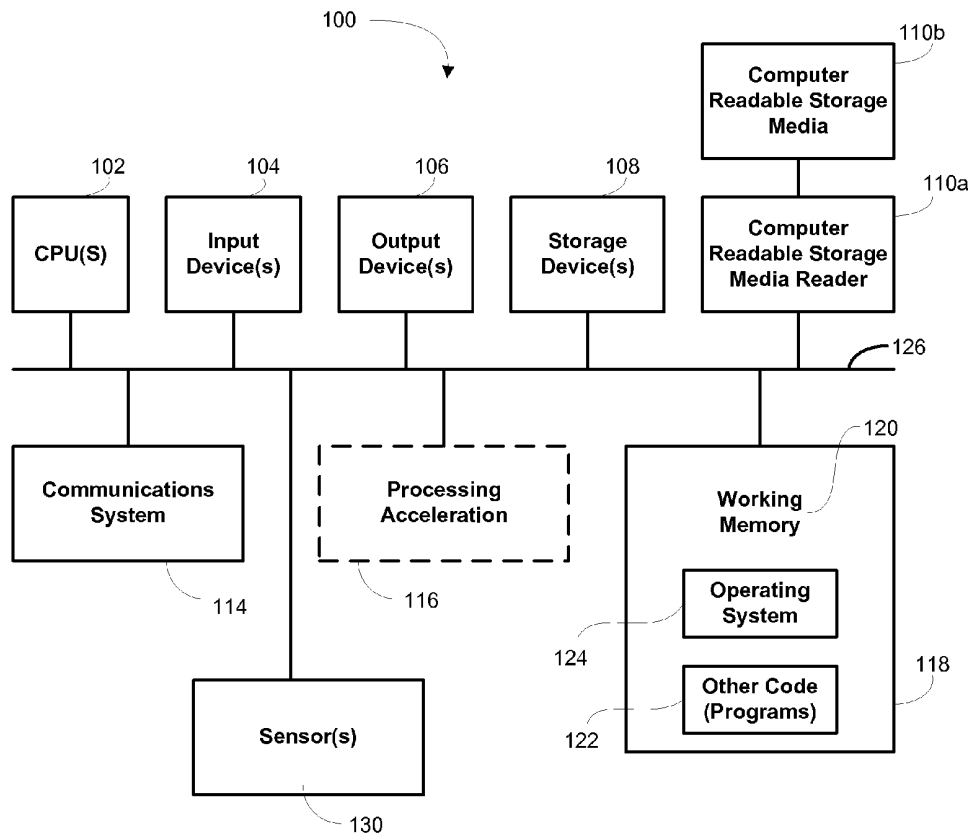 100
110b
Computer
Readable Storage
Media
102
104
106
108
110a
CPU(S)
Input
Device(s)
Output
Device(s)
Storage
Device(s)
Computer
Readable Storage
Media Reader
126
Communications
System
114
Processing
Acceleration
116
120
Working
Memory
Operating
System
124
Other Code
(Programs)
122
118
Sensor(s)
130